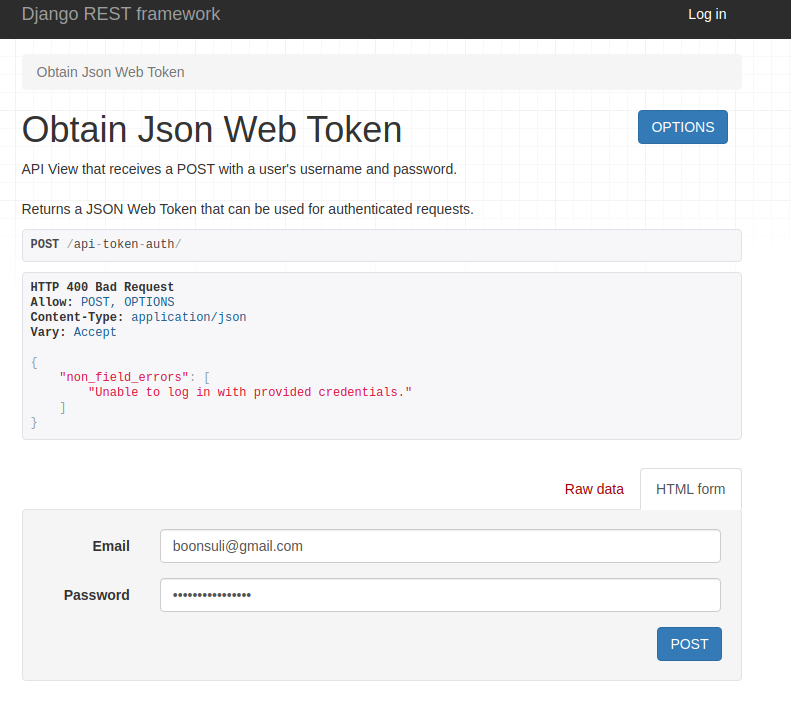 Django REST framework Log in
Obtain Json Web Token
Obtain Json Web Token OPTIONS
API View that receives a POST with a user's username and password.
Returns a JSON Web Token that can be used for authenticated requests.
POST /api-token-auth/
HTTP 400 Bad Request
Allow: POST, OPTIONS
Content-Type: application/json
Vary: Accept
{
    "non_field_errors": [
        "Unable to log in with provided credentials."
    ]
}
Raw data HTML form
Email boonsuli@gmail.com
Password ••••••••••••••••
POST